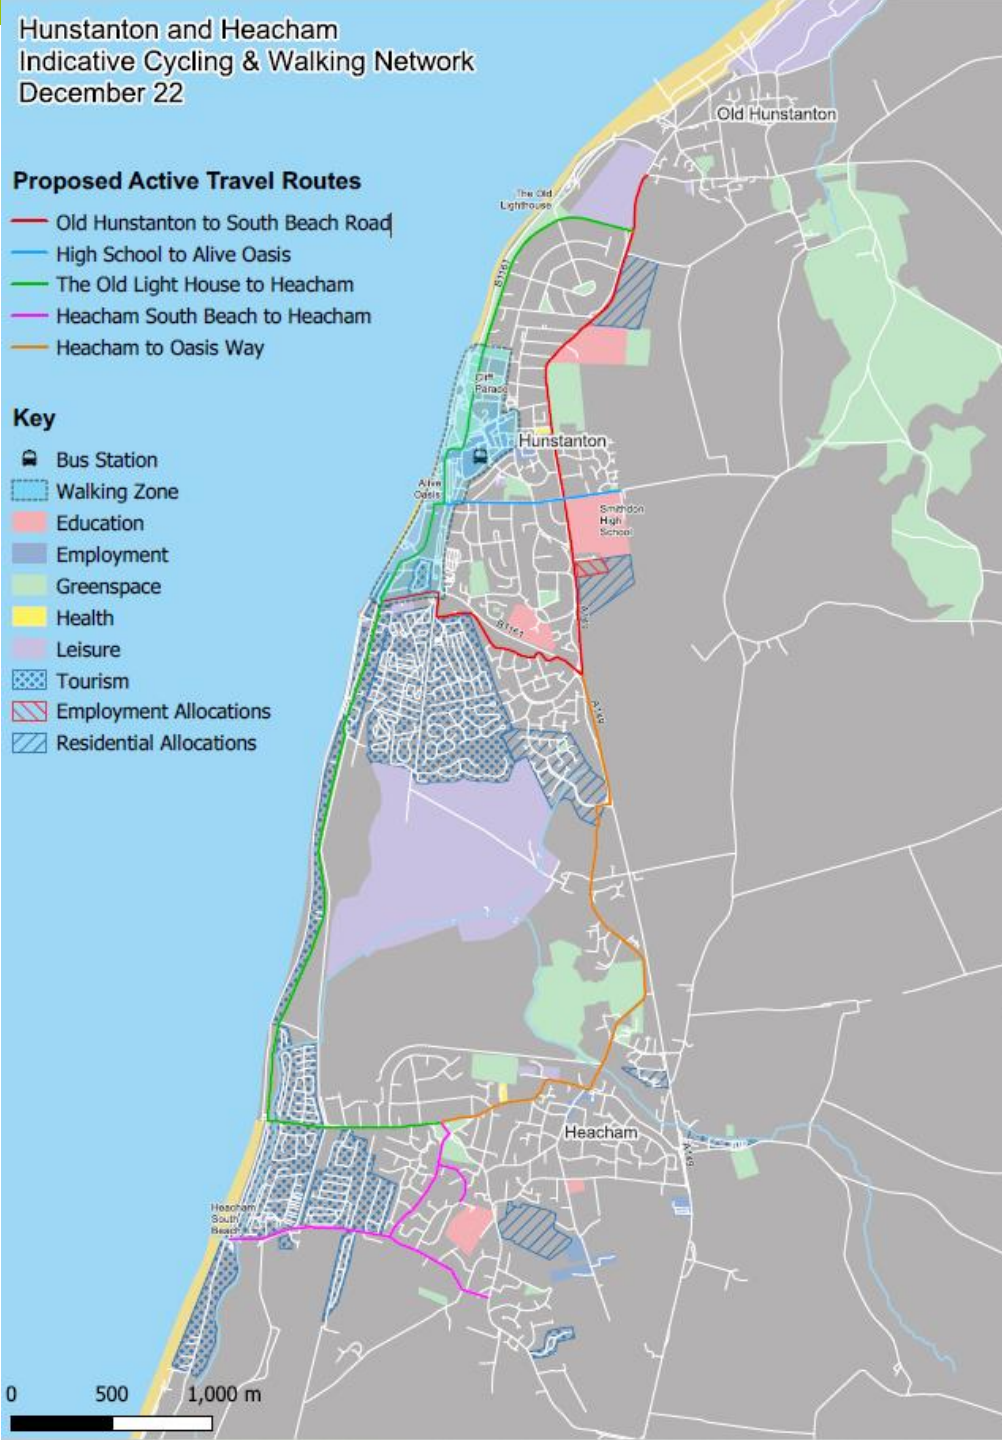 Hunstanton and Heacham
Indicative Cycling & Walking Network
December 22
Proposed Active Travel Routes
Old Hunstanton to South Beach Road
High School to Alive Oasis
The Old Light House to Heacham
Heacham South Beach to Heacham
Heacham to Oasis Way
Key
Bus Station
Walking Zone
Education
Employment
Greenspace
Health
Leisure
Tourism
Employment Allocations
Residential Allocations
Old Hunstanton
The Old
Lighthouse
B1161
Cliff
Parade
Hunstanton
Alive
Oasis
Smithdon
High
School
A149
B1161
A149
Heacham
A149
Heacham
South
Beach
0 500 1,000 m